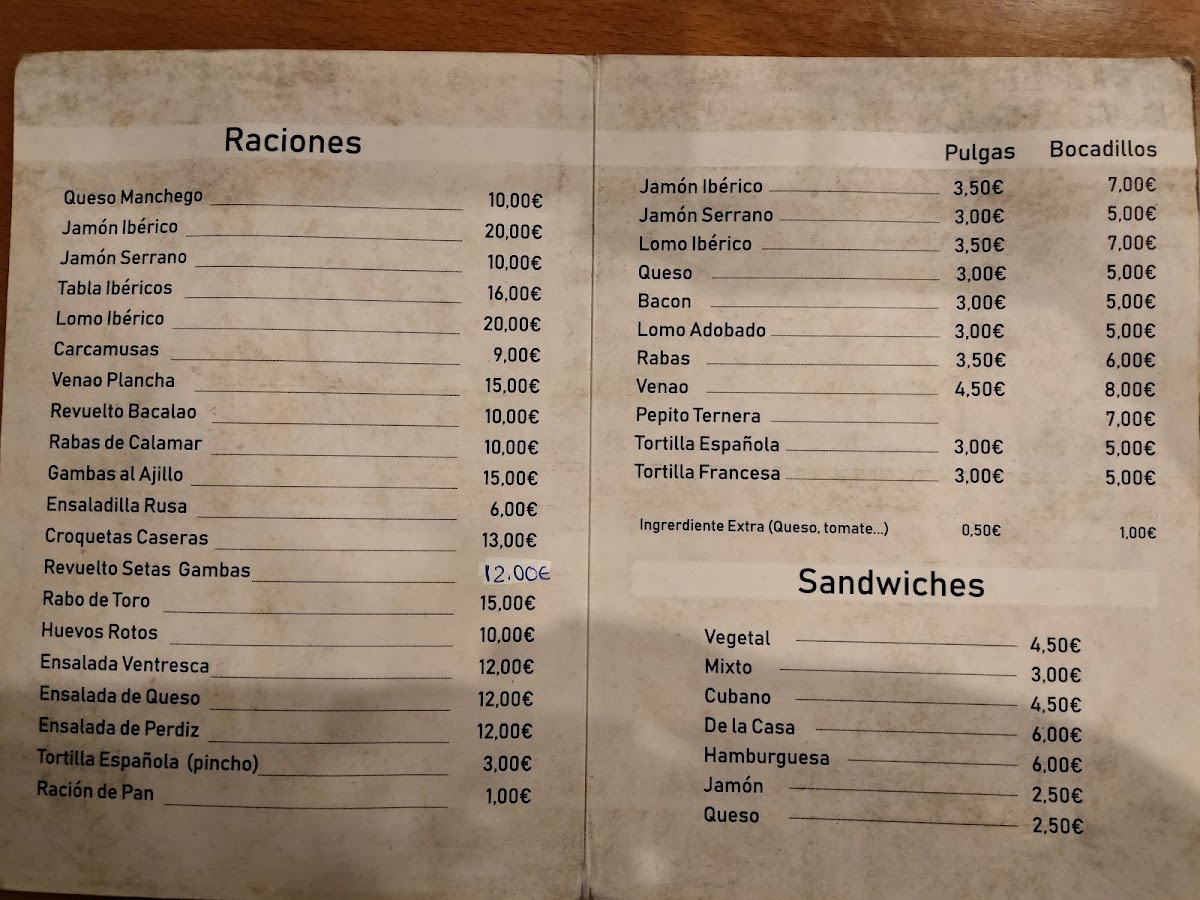 Raciones
Queso Manchego 10,00€
Jamón Ibérico 20,00€
Jamón Serrano 10,00€
Tabla Ibéricos 16,00€
Lomo Ibérico 20,00€
Carcamusas 9,00€
Venao Plancha 15,00€
Revuelto Bacalao 10,00€
Rabas de Calamar 10,00€
Gambas al Ajillo 15,00€
Ensaladilla Rusa 6,00€
Croquetas Caseras 13,00€
Revuelto Setas Gambas 12.00€
Rabo de Toro 15,00€
Huevos Rotos 10,00€
Ensalada Ventresca 12,00€
Ensalada de Queso 12,00€
Ensalada de Perdiz 12,00€
Tortilla Española (pincho) 3,00€
Ración de Pan 1,00€
Pulgas Bocadillos
Jamón Ibérico 3,50€ 7,00€
Jamón Serrano 3,00€ 5,00€
Lomo Ibérico 3,50€ 7,00€
Queso 3,00€ 5,00€
Bacon 3,00€ 5,00€
Lomo Adobado 3,00€ 5,00€
Rabas 3,50€ 6,00€
Venao 4,50€ 8,00€
Pepito Ternera 7,00€
Tortilla Española 3,00€ 5,00€
Tortilla Francesa 3,00€ 5,00€
Ingrerdiente Extra (Queso, tomate...) 0,50€ 1,00€
Sandwiches
Vegetal 4,50€
Mixto 3,00€
Cubano 4,50€
De la Casa 6,00€
Hamburguesa 6,00€
Jamón 2,50€
Queso 2,50€